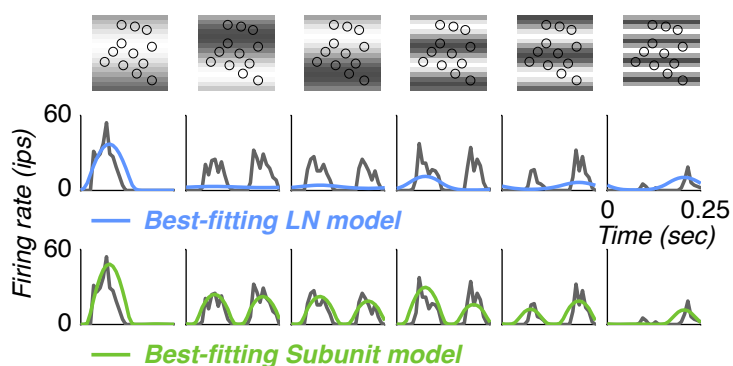 60
0
Firing rate (ips)
Best-fitting LN model
0 0.25
Time (sec)
60
0
Best-fitting Subunit model